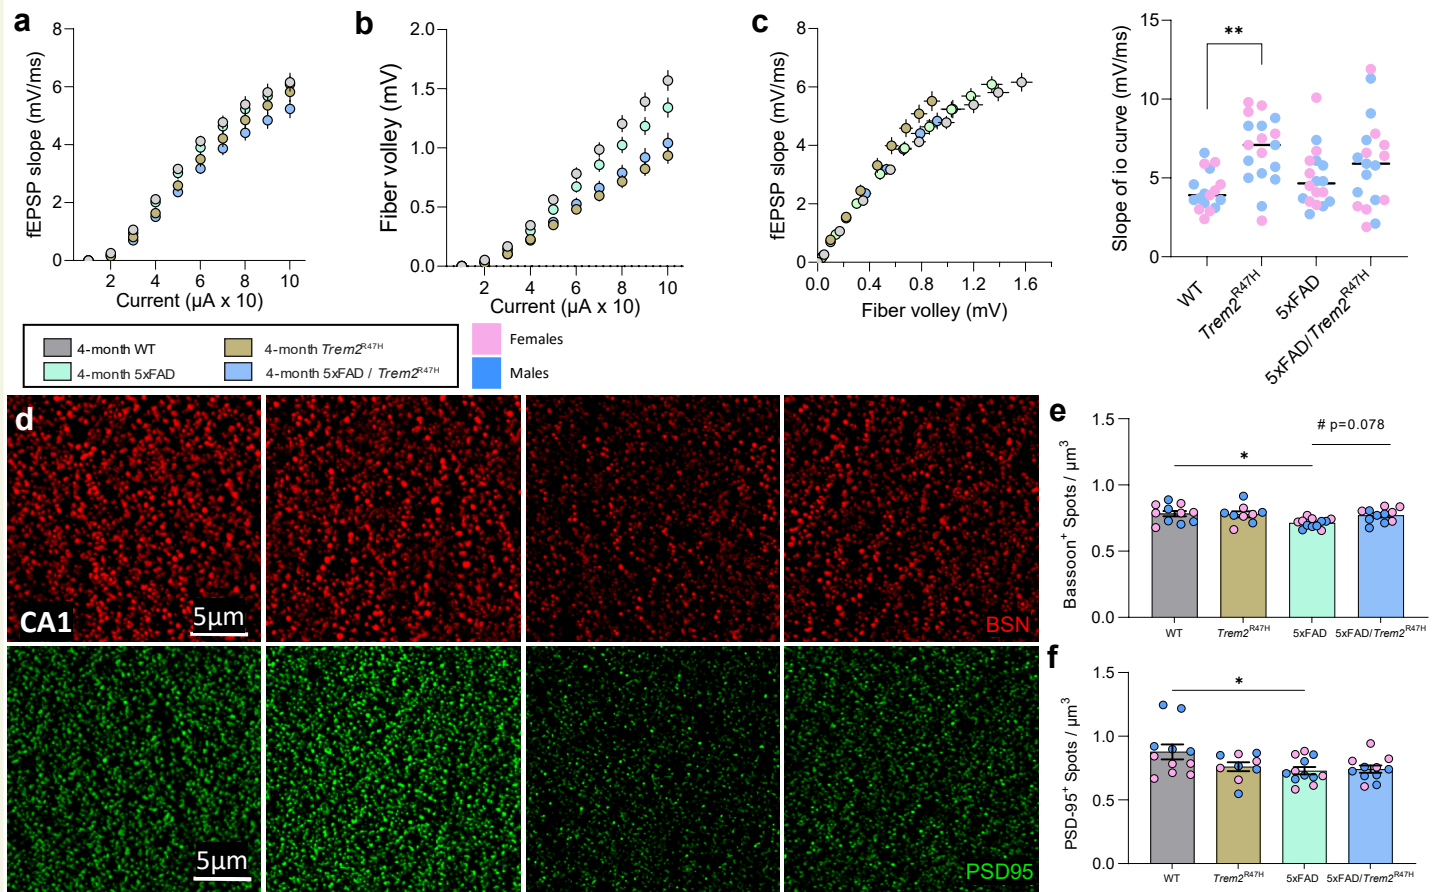 a
fEPSP slope (mV/ms)
8
6
4
2
0
2 4 6 8 10
Current (μA x 10)
b
Fiber volley (mV)
2.0
1.5
1.0
0.5
0.0
2 4 6 8 10
Current (μA x 10)
c
fEPSP slope (mV/ms)
8
6
4
2
0
0.0 0.4 0.8 1.2 1.6
Fiber volley (mV)
Slope of io curve (mV/ms)
15
10
5
0
**
WT
Trem2R47H
5xFAD
5xFAD/Trem2R47H
4-month WT
4-month Trem2R47H
4-month 5xFAD
4-month 5xFAD / Trem2R47H
Females
Males
d
CA1
5μm
BSN
5μm
PSD95
e
Bassoon+ Spots / μm3
1.5
1.0
0.5
0.0
*
# p=0.078
WT Trem2R47H 5xFAD 5xFAD/Trem2R47H
f
PSD-95+ Spots / μm3
1.5
1.0
0.5
0.0
*
WT Trem2R47H 5xFAD 5xFAD/Trem2R47H